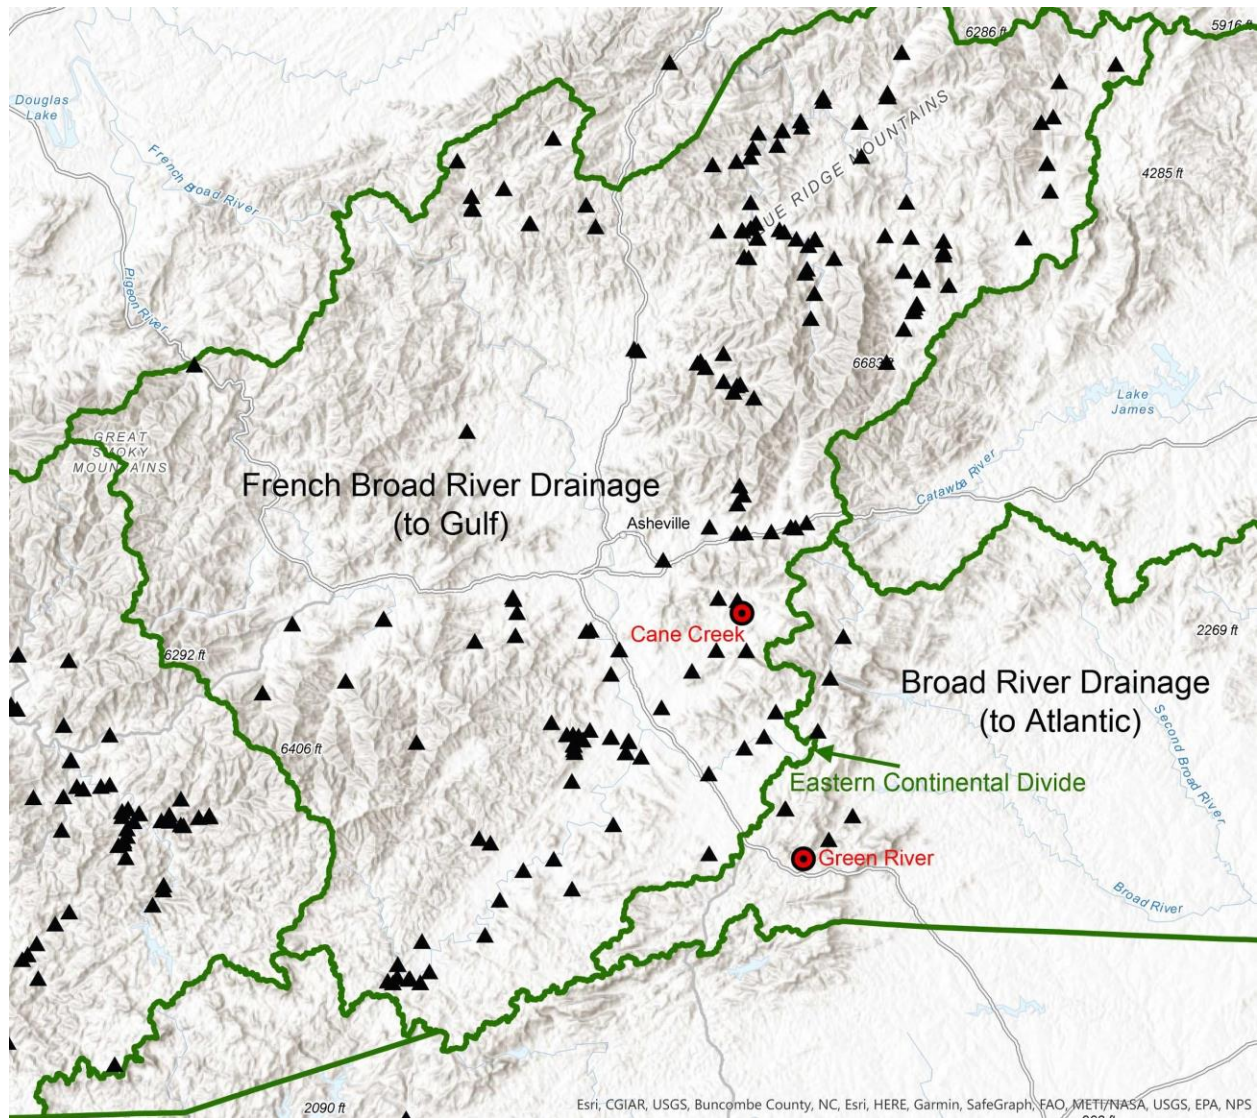 6286 ft
5916 ft
Douglas
Lake
French Broad River
BLUE RIDGE MOUNTAINS
4285 ft
Pigeon River
6683 ft
Lake
James
GREAT
SMOKY
MOUNTAINS
Catawba River
French Broad River Drainage
(to Gulf)
Asheville
Cane Creek
2269 ft
6292 ft
Broad River Drainage
(to Atlantic)
Second Broad River
6406 ft
Eastern Continental Divide
Green River
Broad River
2090 ft
Esri, CGIAR, USGS, Buncombe County, NC, Esri, HERE, Garmin, SafeGraph, FAO, METI/NASA, USGS, EPA, NPS